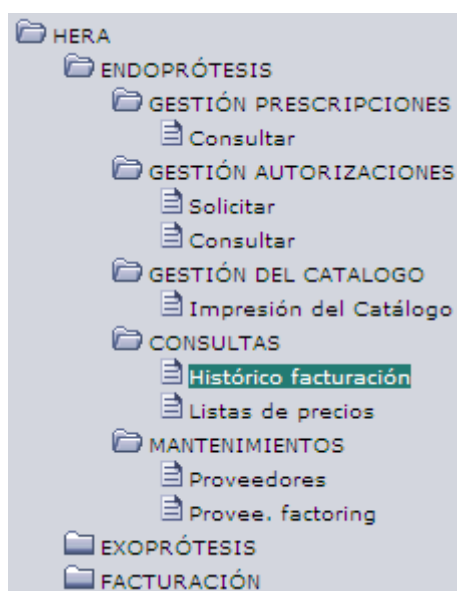 HERA
ENDOPRÓTESIS
GESTIÓN PRESCRIPCIONES
Consultar
GESTIÓN AUTORIZACIONES
Solicitar
Consultar
GESTIÓN DEL CATALOGO
Impresión del Catálogo
CONSULTAS
Histórico facturación
Listas de precios
MANTENIMIENTOS
Proveedores
Provee. factoring
EXOPRÓTESIS
FACTURACIÓN